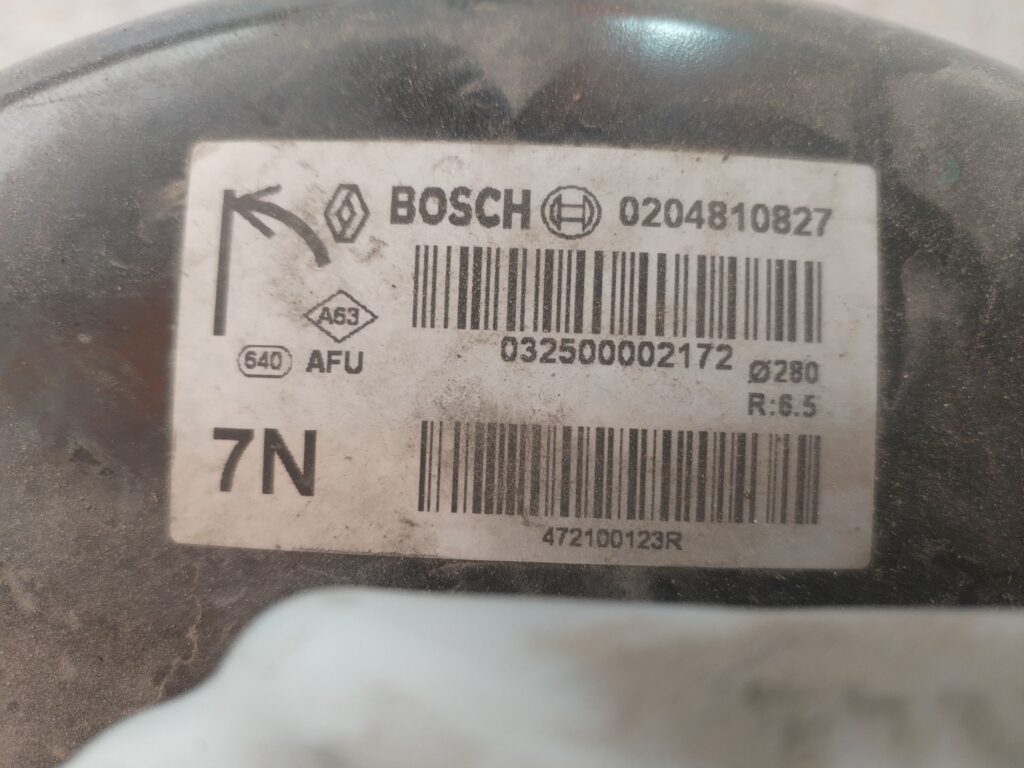 BOSCH 0204810827
A63
032500002172
640 AFU
Ø280
R:6.5
7N
472100123R